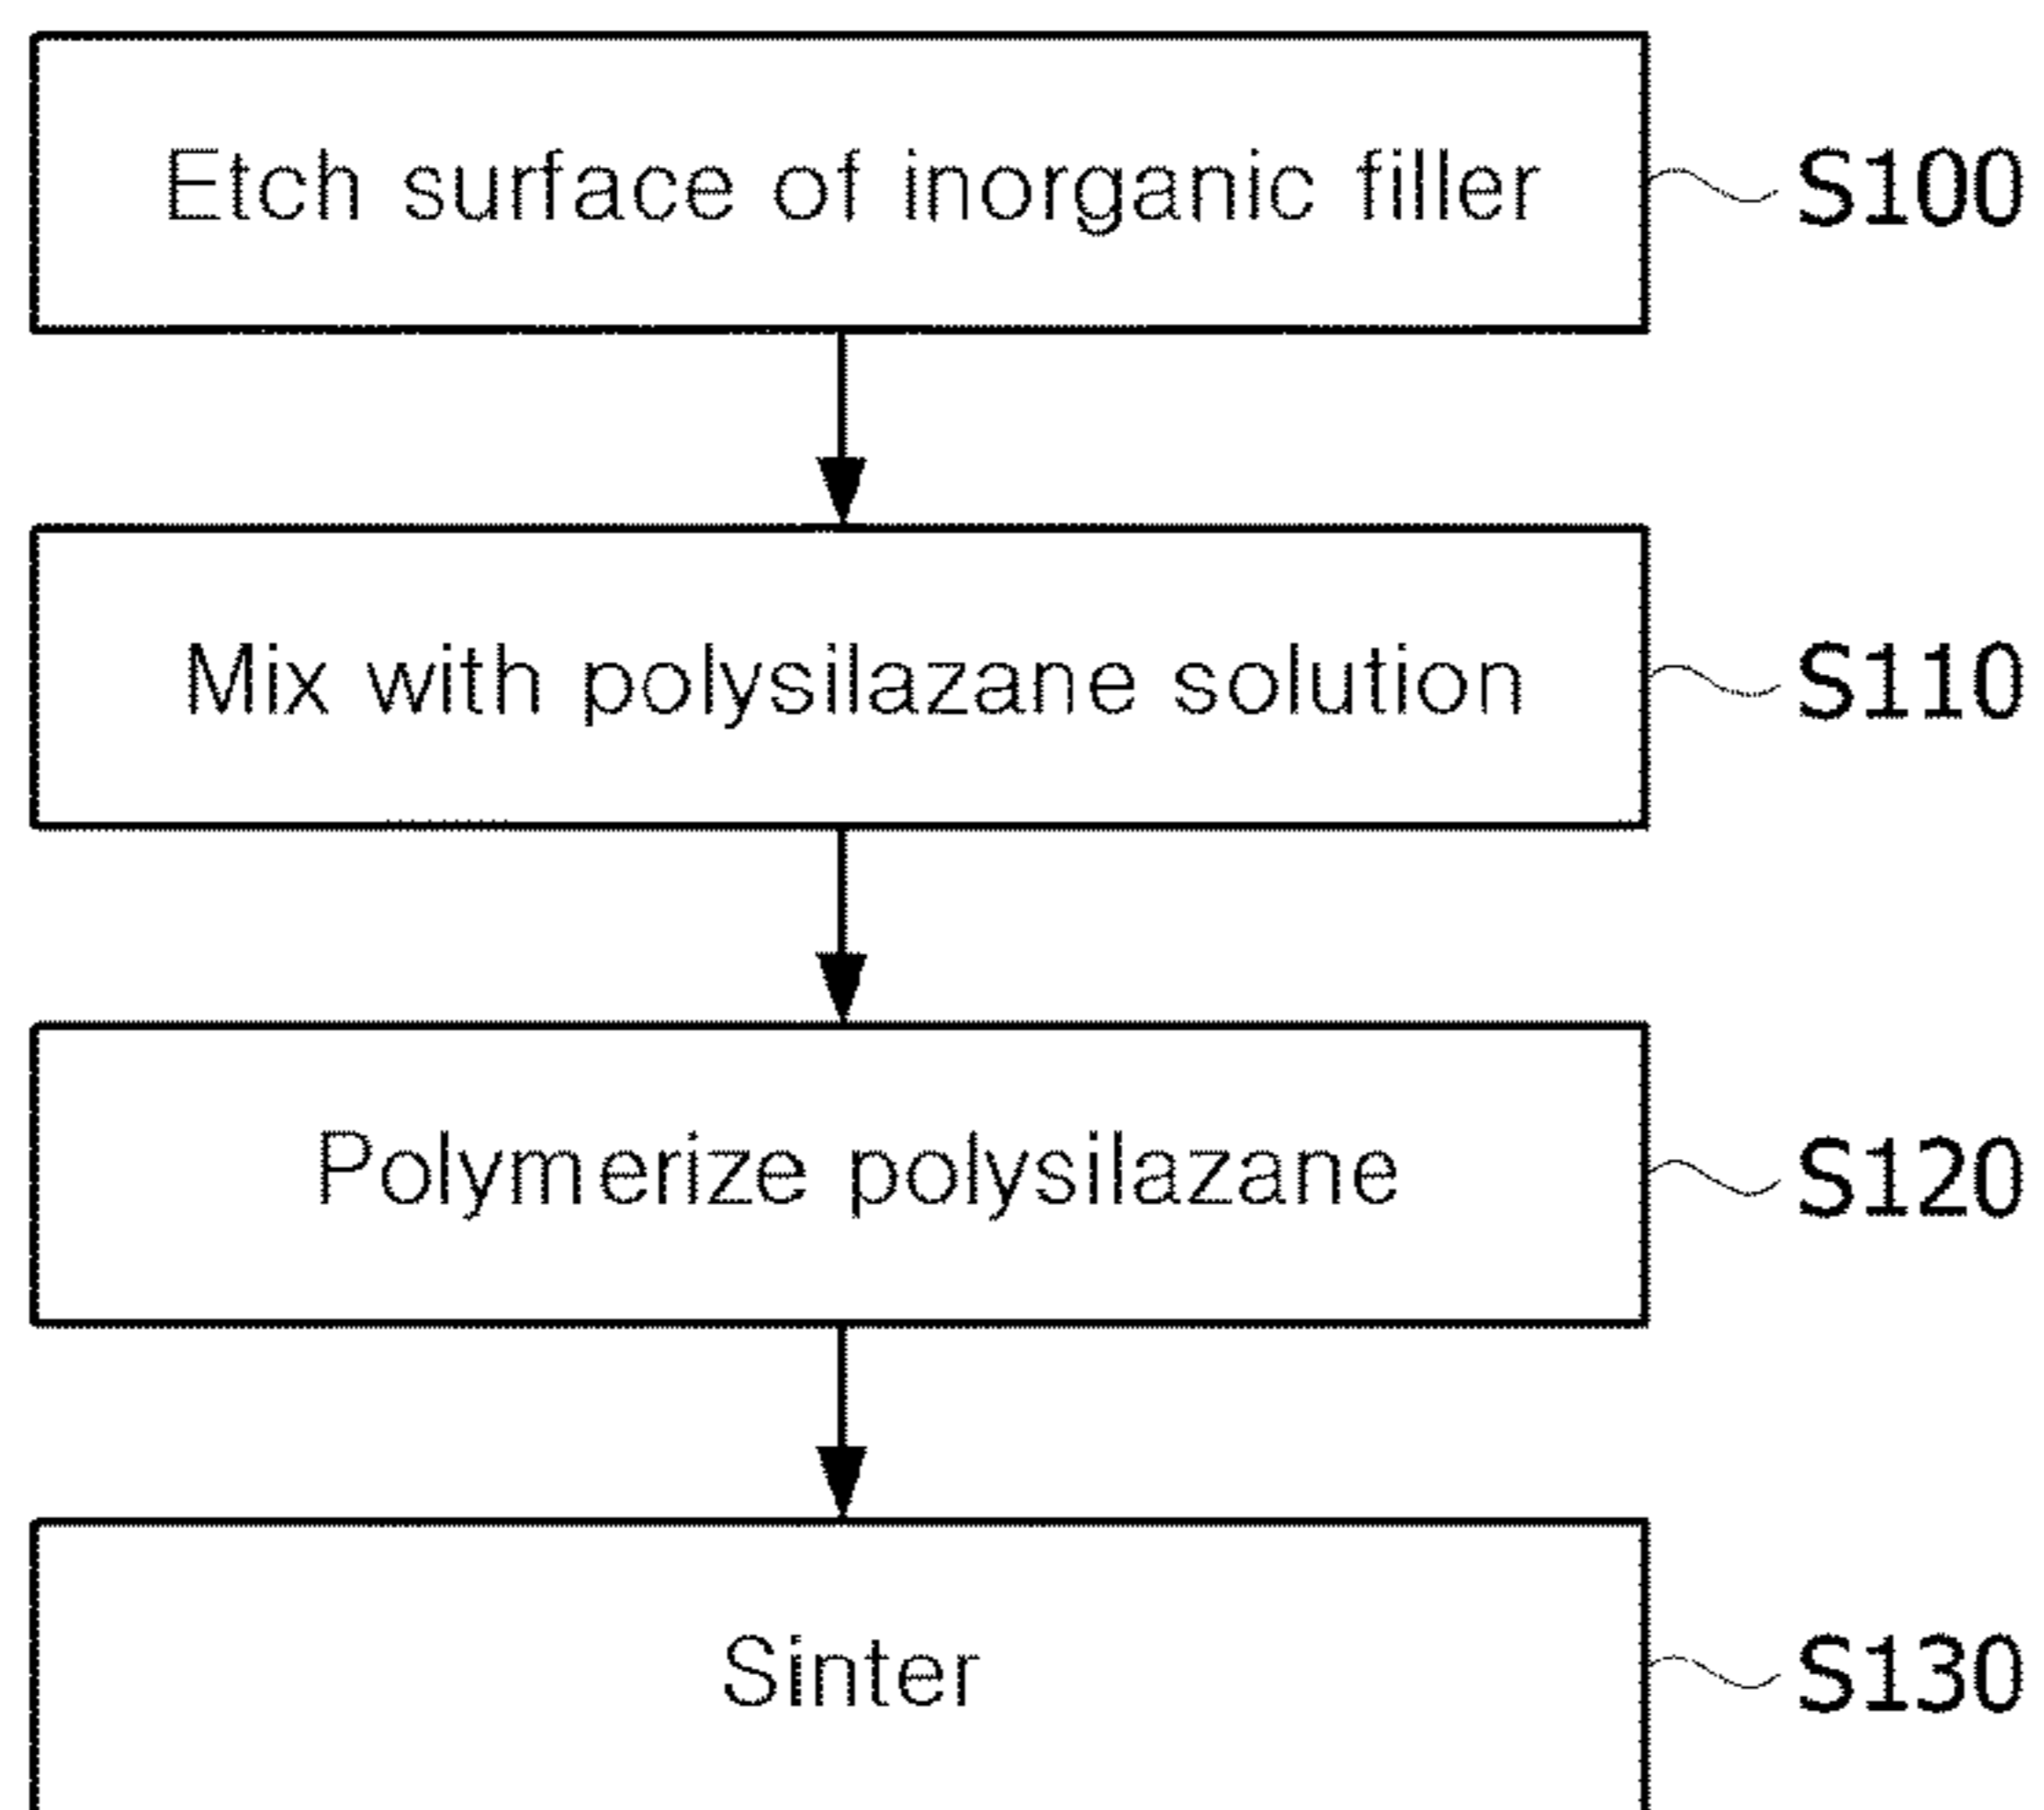 Etch surface of inorganic filler S100
Mix with polysilazane solution S110
Polymerize polysilazane S120
Sinter S130